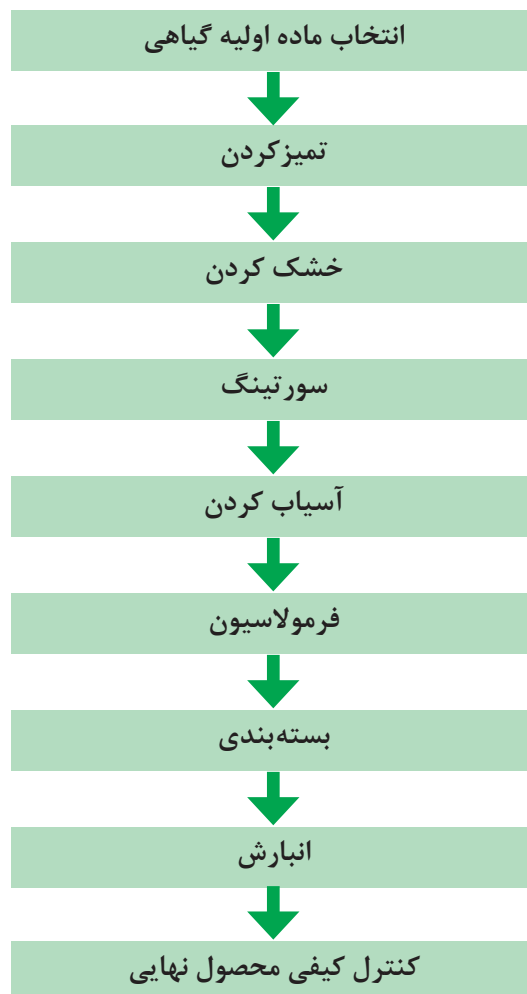 انتخاب ماده اولیه گیاهی
تمیزکردن
خشک کردن
سورتینگ
آسیاب کردن
فرمولاسیون
بسته‌بندی
انبارش
کنترل کیفی محصول نهایی